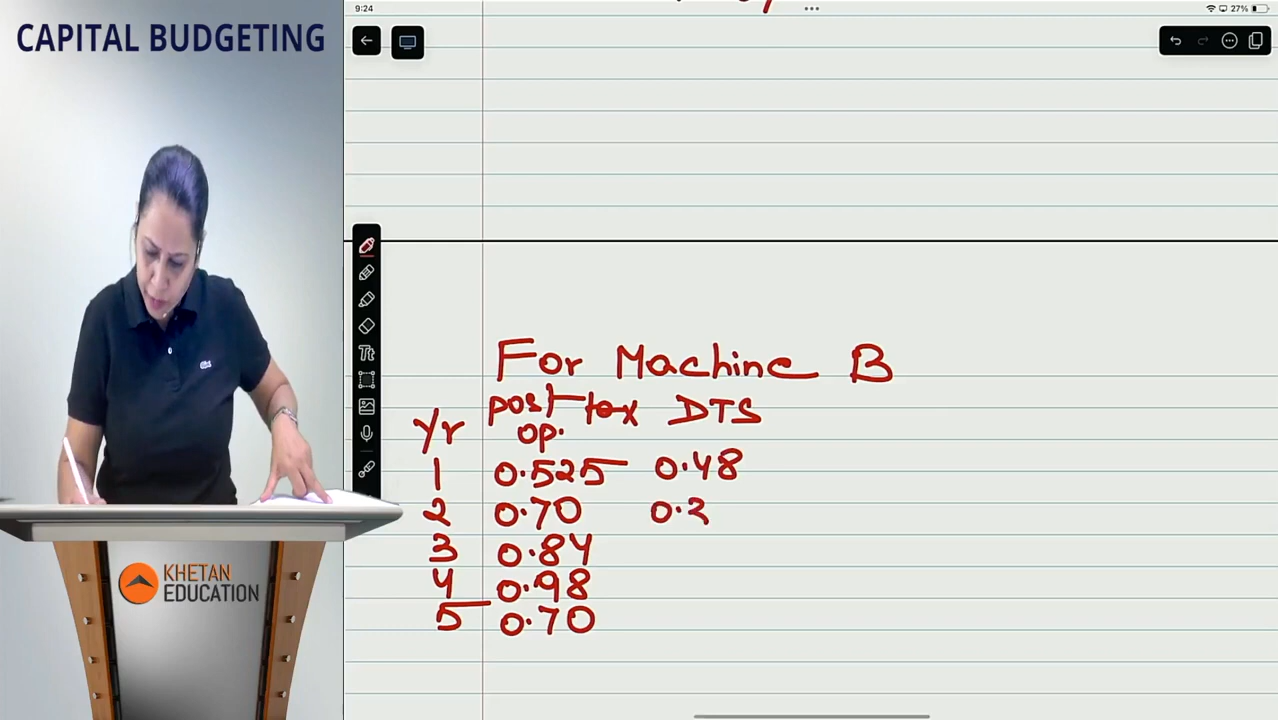 CAPITAL BUDGETING
9:24
27%
Tt
For Machine B
Yr post-tax op. DTS
1 0.525 0.48
2 0.70 0.2
3 0.84
4 0.98
5 0.70
KHETAN
EDUCATION